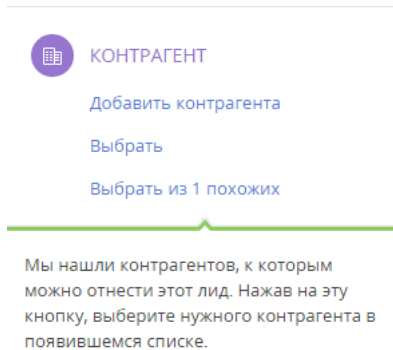 КОНТРАГЕНТ
Добавить контрагента
Выбрать
Выбрать из 1 похожих
Мы нашли контрагентов, к которым
можно отнести этот лид. Нажав на эту
кнопку, выберите нужного контрагента в
появившемся списке.